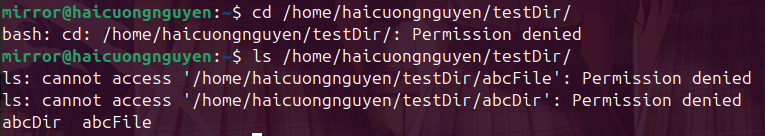 mirror@haicuongnguyen:~$ cd /home/haicuongnguyen/testDir/
bash: cd: /home/haicuongnguyen/testDir/: Permission denied
mirror@haicuongnguyen:~$ ls /home/haicuongnguyen/testDir/
ls: cannot access '/home/haicuongnguyen/testDir/abcFile': Permission denied
ls: cannot access '/home/haicuongnguyen/testDir/abcDir': Permission denied
abcDir  abcFile